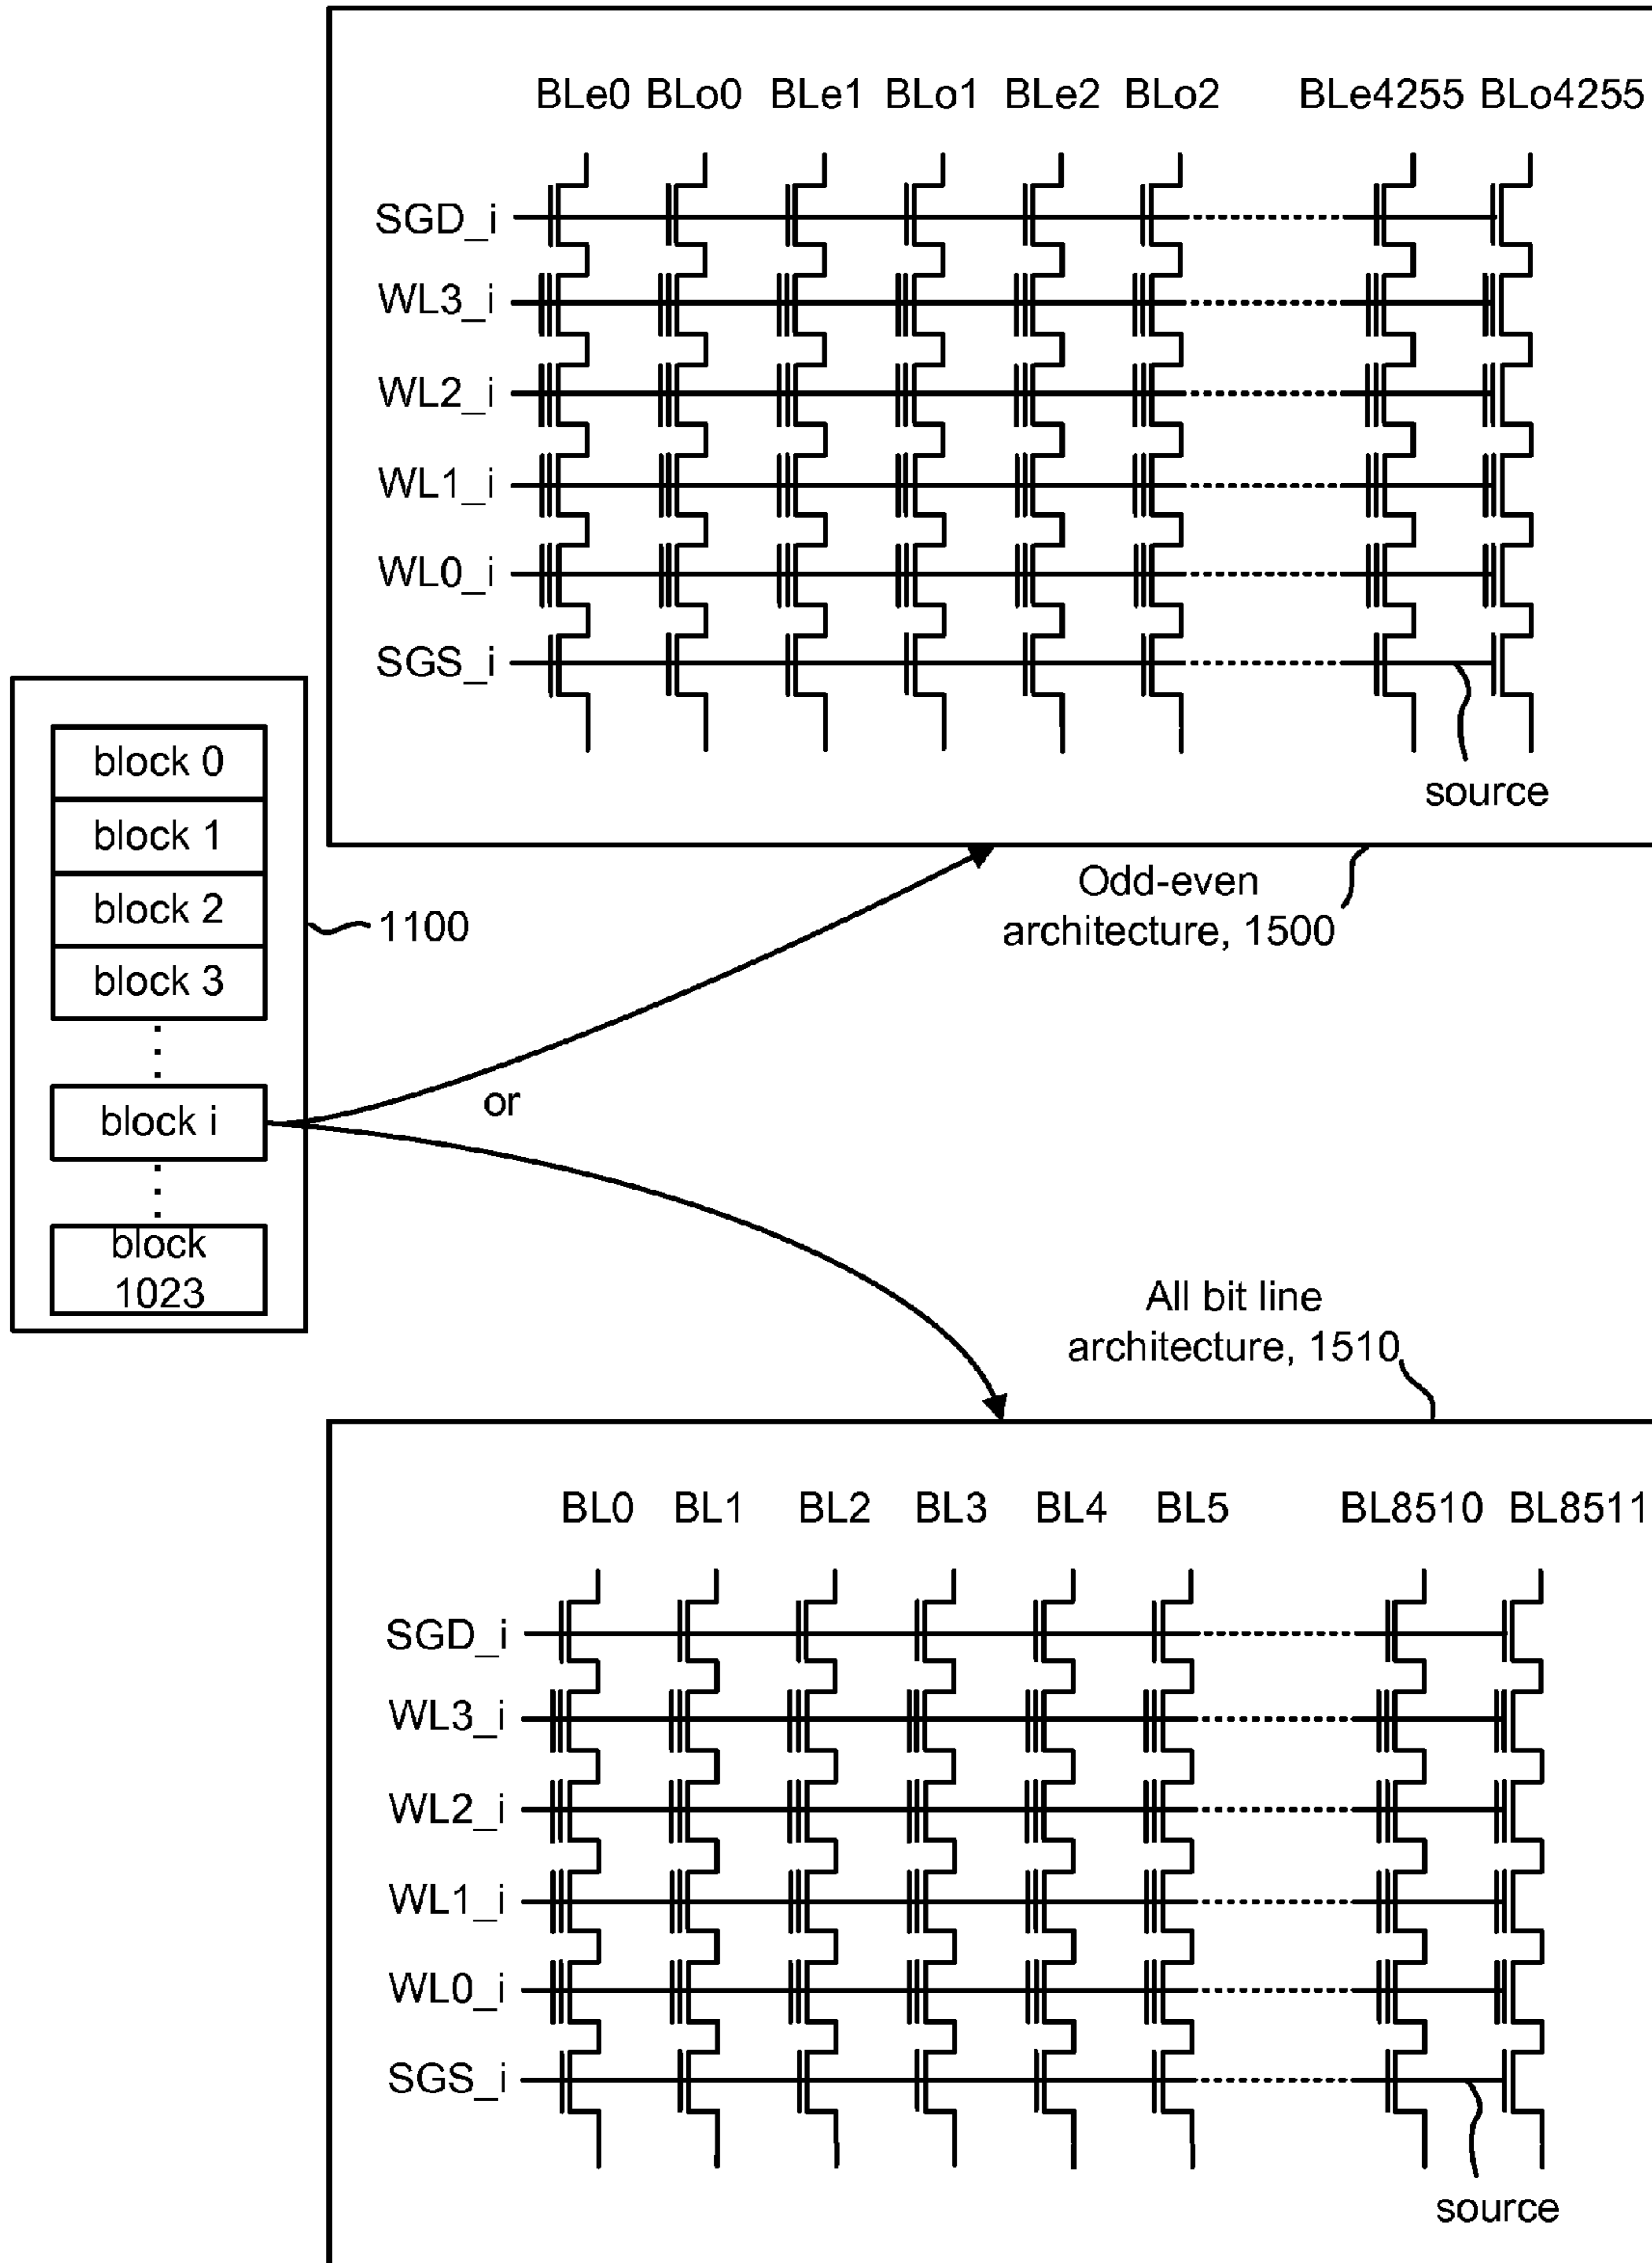 BLe0 BLo0 BLe1 BLo1 BLe2 BLo2 BLe4255 BLo4255
SGD_i
WL3_i
WL2_i
WL1_i
WL0_i
SGS_i
source
block 0
block 1
block 2
block 3
block i
block
1023
1100
or
Odd-even
architecture, 1500
All bit line
architecture, 1510
BL0 BL1 BL2 BL3 BL4 BL5 BL8510 BL8511
SGD_i
WL3_i
WL2_i
WL1_i
WL0_i
SGS_i
source